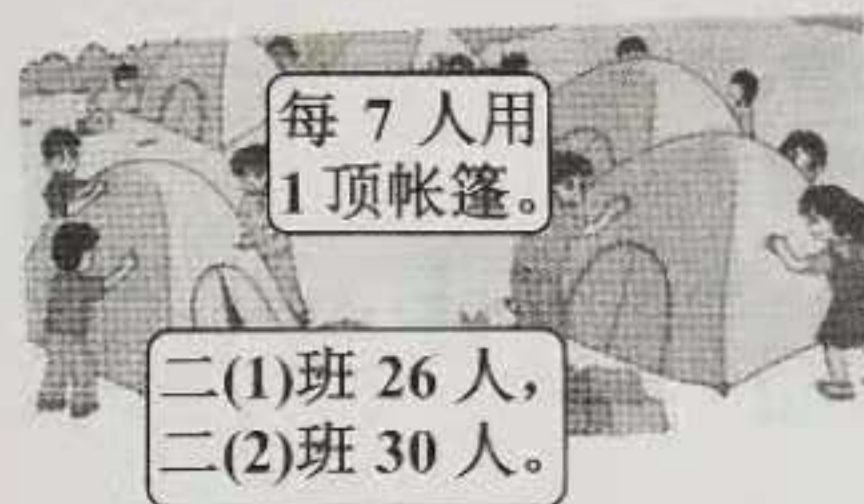 每 7 人用
1 顶帐篷。
二(1)班 26 人，
二(2)班 30 人。